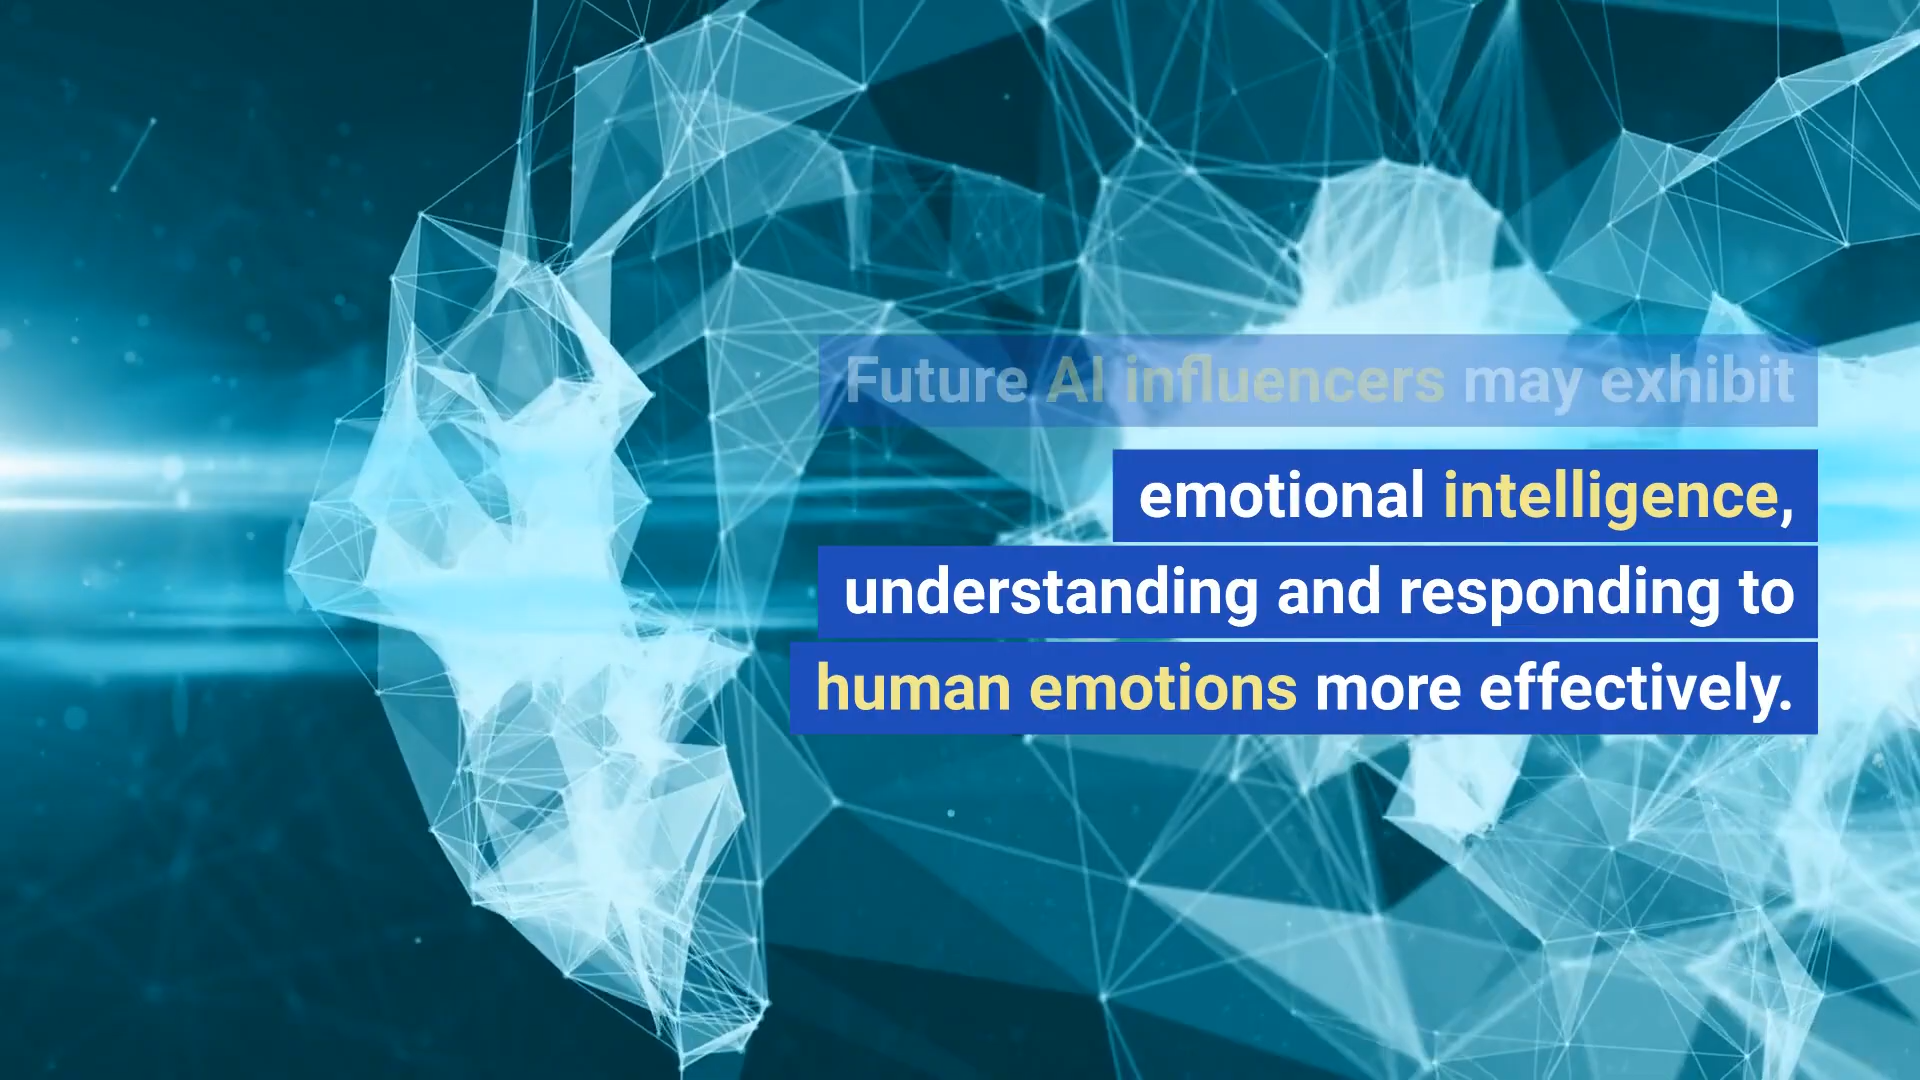 Future AI influencers may exhibit
emotional intelligence,
understanding and responding to
human emotions more effectively.